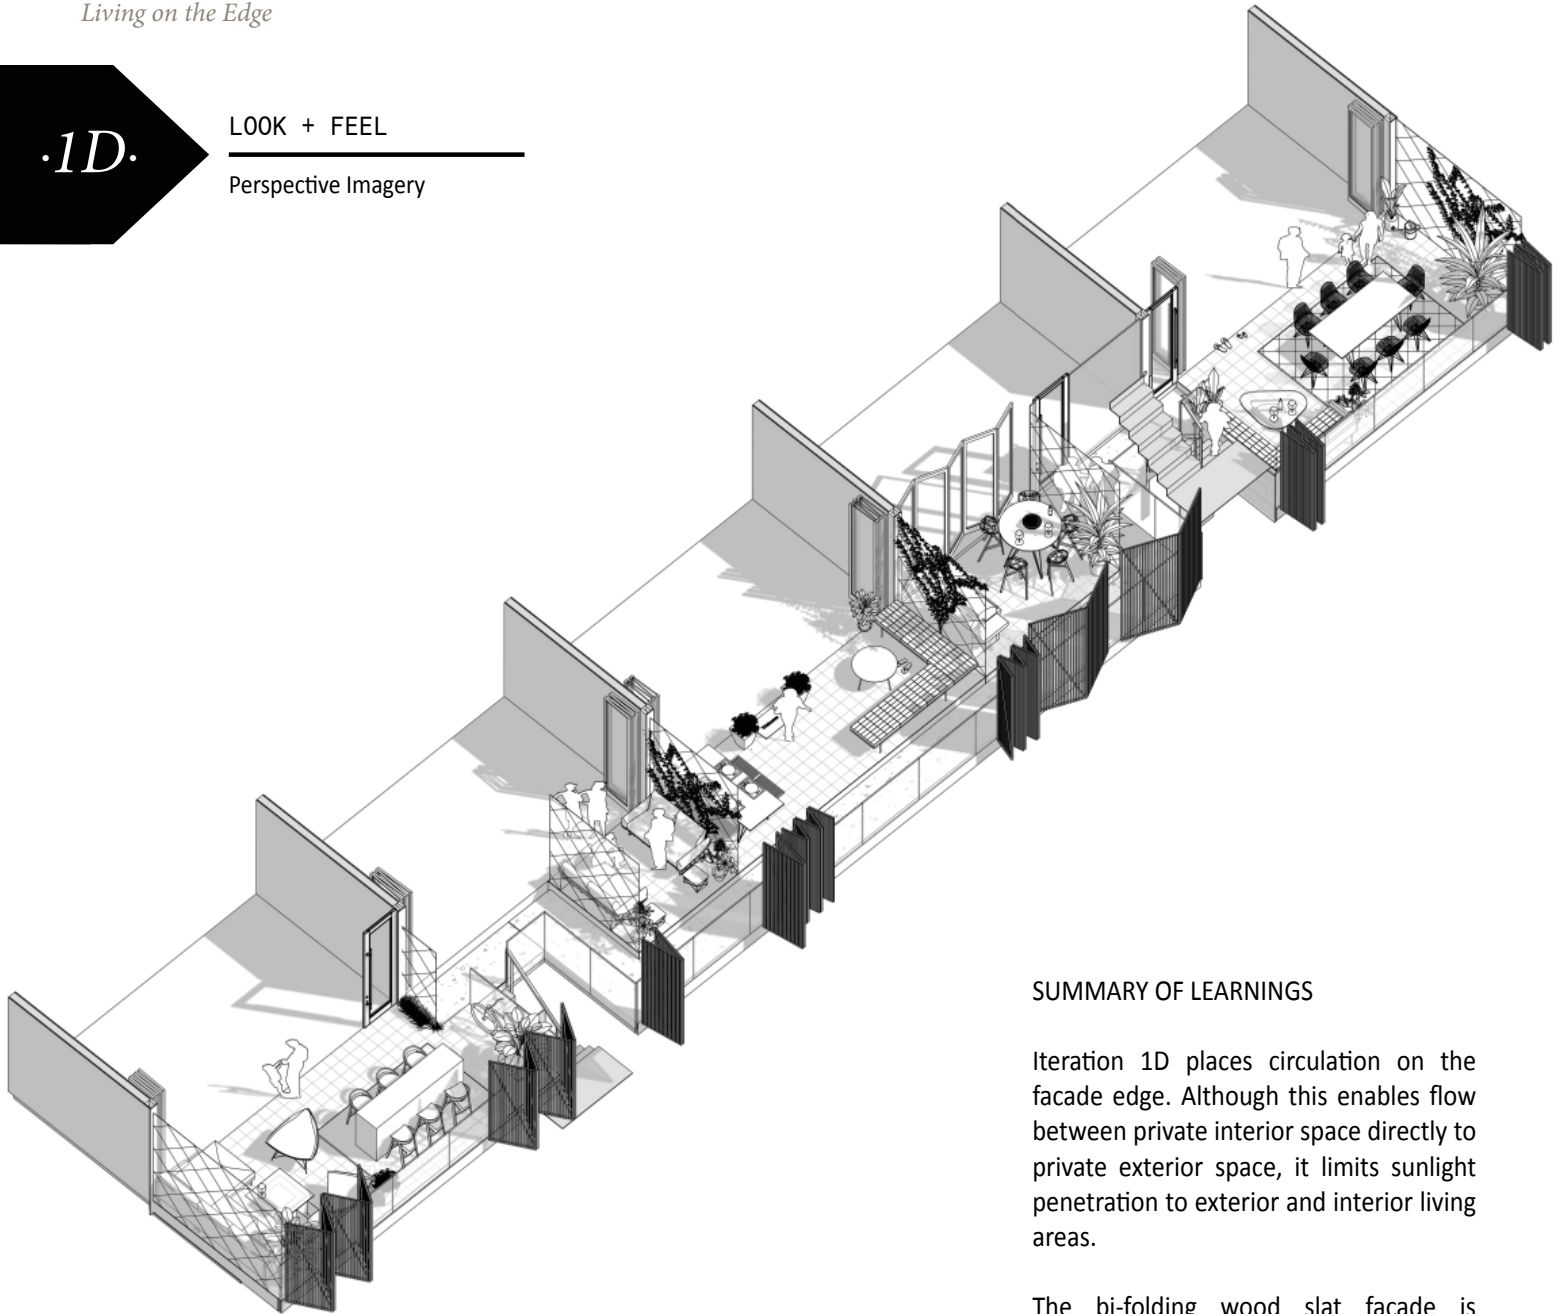 Living on the Edge
·1D·
LOOK + FEEL
Perspective Imagery
SUMMARY OF LEARNINGS
Iteration 1D places circulation on the
facade edge. Although this enables flow
between private interior space directly to
private exterior space, it limits sunlight
penetration to exterior and interior living
areas.
The bi-folding wood slat facade is